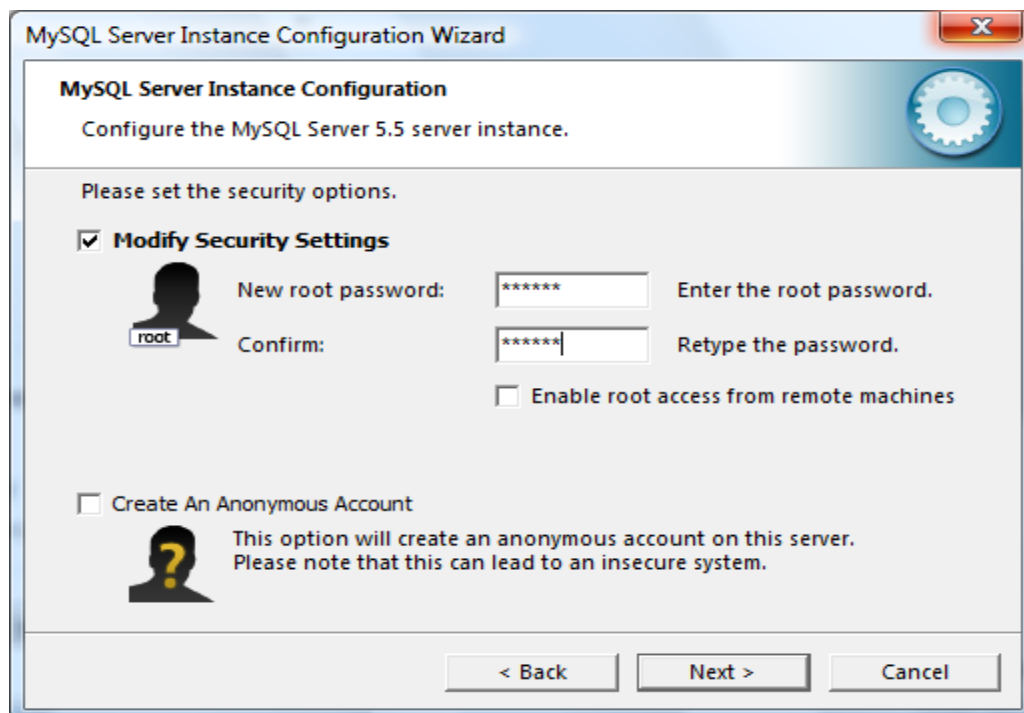 MySQL Server Instance Configuration Wizard
MySQL Server Instance Configuration
Configure the MySQL Server 5.5 server instance.
Please set the security options.
Modify Security Settings
New root password: ****** Enter the root password.
root
Confirm: ****** Retype the password.
Enable root access from remote machines
Create An Anonymous Account
This option will create an anonymous account on this server.
Please note that this can lead to an insecure system.
?
< Back Next > Cancel